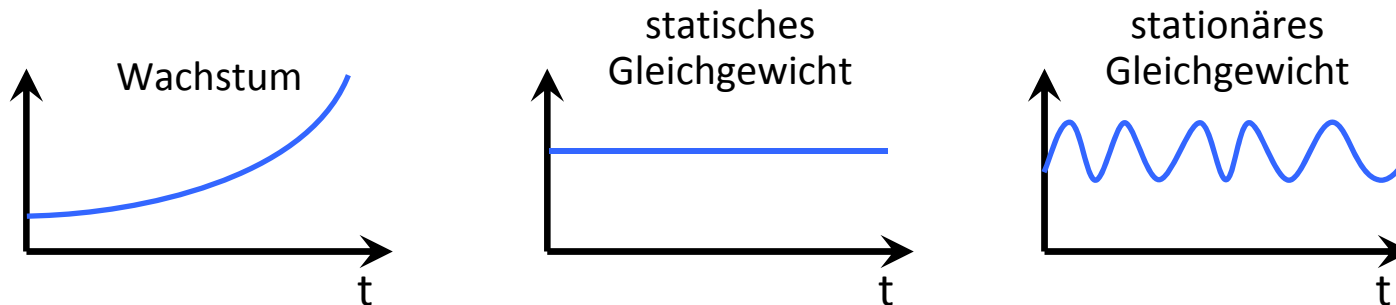 Wachstum
t
statisches
Gleichgewicht
t
stationäres
Gleichgewicht
t